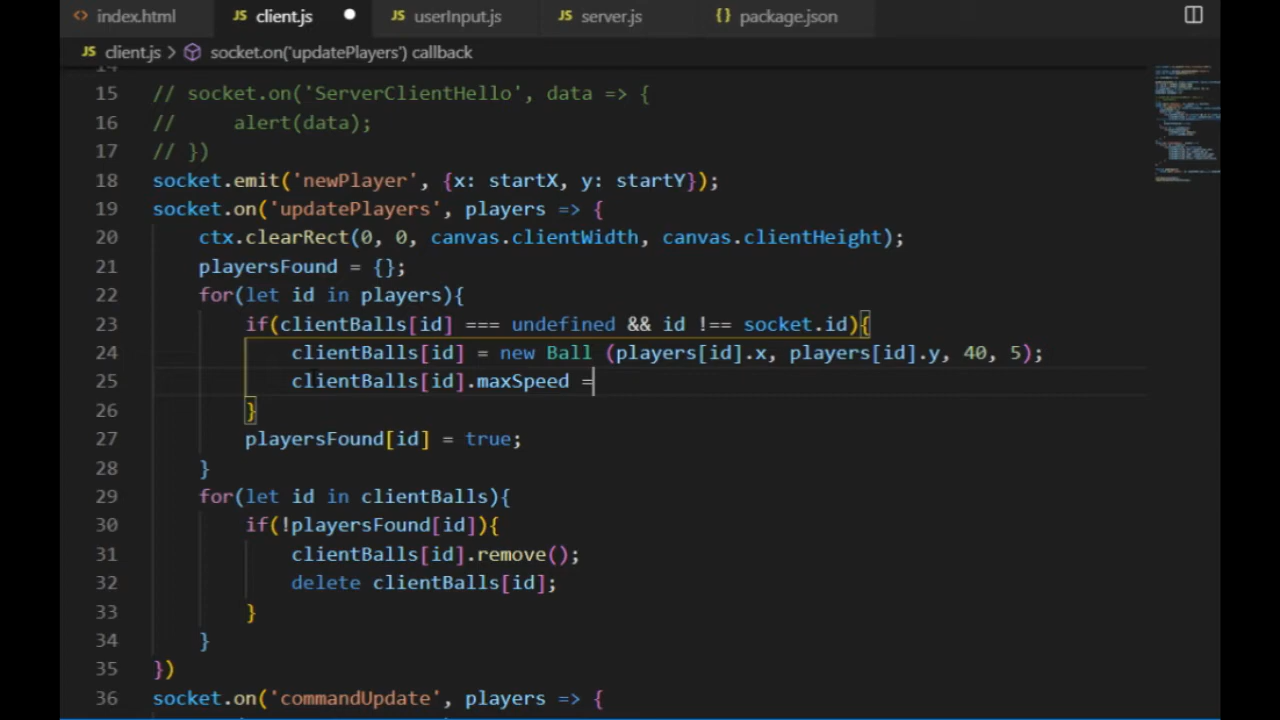 index.html client.js userInput.js server.js package.json
client.js > socket.on('updatePlayers') callback
14
15 // socket.on('ServerClientHello', data => {
16 //     alert(data);
17 // })
18 socket.emit('newPlayer', {x: startX, y: startY});
19 socket.on('updatePlayers', players => {
20     ctx.clearRect(0, 0, canvas.clientWidth, canvas.clientHeight);
21     playersFound = {};
22     for(let id in players){
23         if(clientBalls[id] === undefined && id !== socket.id){
24             clientBalls[id] = new Ball (players[id].x, players[id].y, 40, 5);
25             clientBalls[id].maxSpeed =
26         }
27         playersFound[id] = true;
28     }
29     for(let id in clientBalls){
30         if(!playersFound[id]){
31             clientBalls[id].remove();
32             delete clientBalls[id];
33         }
34     }
35 })
36 socket.on('commandUpdate', players => {